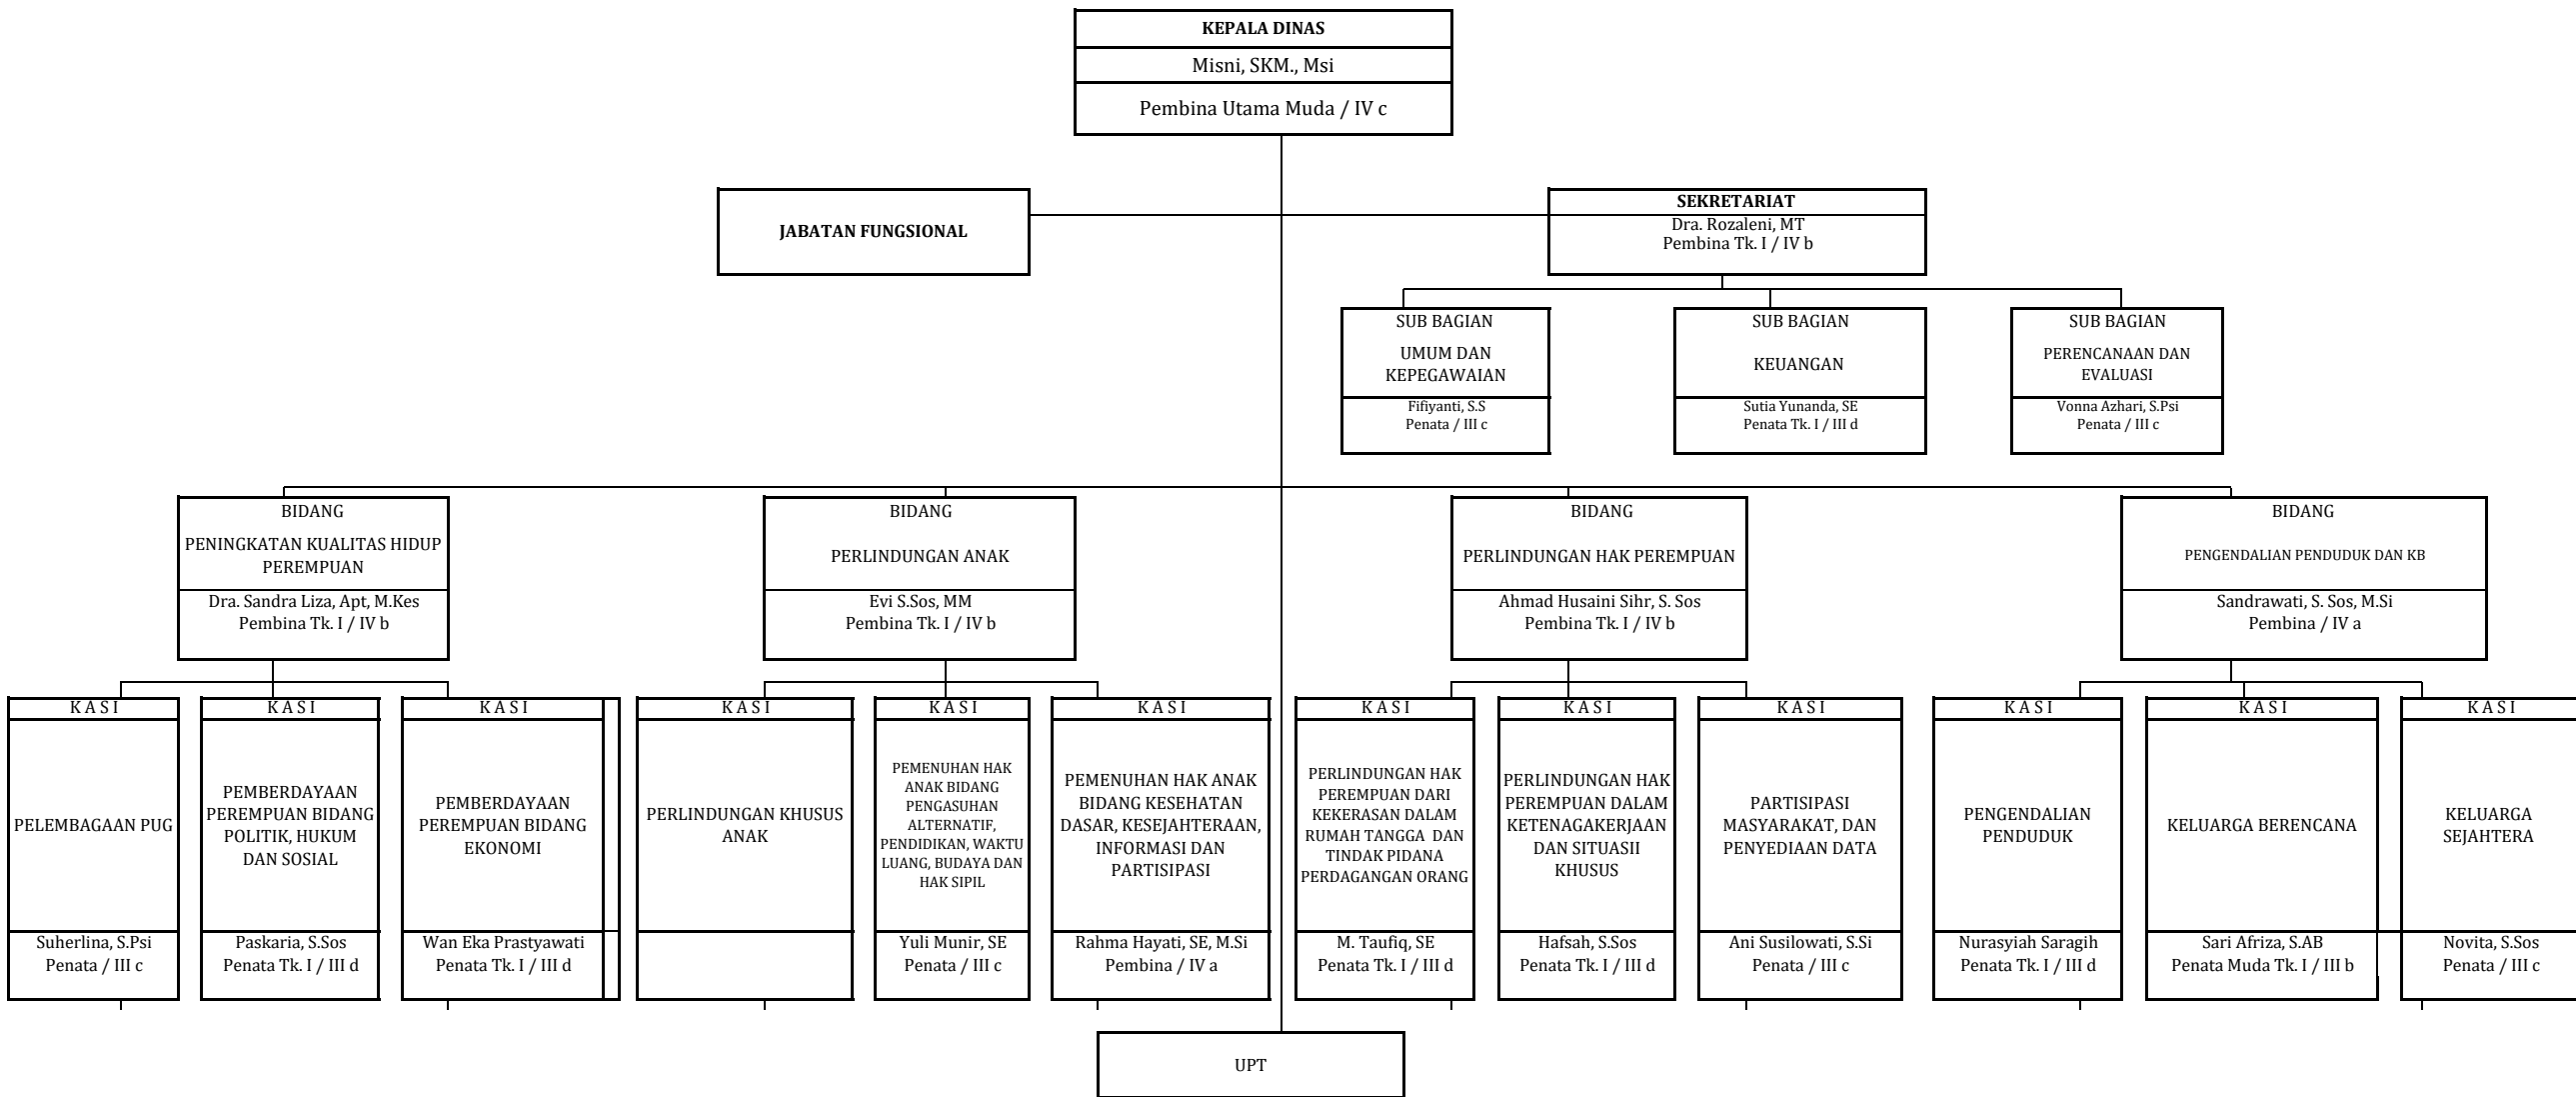 KEPALA DINAS
Misni, SKM., Msi
Pembina Utama Muda / IV c
JABATAN FUNGSIONAL
SEKRETARIAT
Dra. Rozaleni, MT
Pembina Tk. I / IV b
SUB BAGIAN
UMUM DAN
KEPEGAWAIAN
Fifiyanti, S.S
Penata / III c
SUB BAGIAN
KEUANGAN
Sutia Yunanda, SE
Penata Tk. I / III d
SUB BAGIAN
PERENCANAAN DAN
EVALUASI
Vonna Azhari, S.Psi
Penata / III c
BIDANG
PENINGKATAN KUALITAS HIDUP
PEREMPUAN
Dra. Sandra Liza, Apt, M.Kes
Pembina Tk. I / IV b
BIDANG
PERLINDUNGAN ANAK
Evi S.Sos, MM
Pembina Tk. I / IV b
BIDANG
PERLINDUNGAN HAK PEREMPUAN
Ahmad Husaini Sihr, S. Sos
Pembina Tk. I / IV b
BIDANG
PENGENDALIAN PENDUDUK DAN KB
Sandrawati, S. Sos, M.Si
Pembina / IV a
K A S I
PELEMBAGAAN PUG
Suherlina, S.Psi
Penata / III c
K A S I
PEMBERDAYAAN
PEREMPUAN BIDANG
POLITIK, HUKUM
DAN SOSIAL
Paskaria, S.Sos
Penata Tk. I / III d
K A S I
PEMBERDAYAAN
PEREMPUAN BIDANG
EKONOMI
Wan Eka Prastyawati
Penata Tk. I / III d
K A S I
PERLINDUNGAN KHUSUS
ANAK
K A S I
PEMENUHAN HAK
ANAK BIDANG
PENGASUHAN
ALTERNATIF,
PENDIDIKAN, WAKTU
LUANG, BUDAYA DAN
HAK SIPIL
Yuli Munir, SE
Penata / III c
K A S I
PEMENUHAN HAK ANAK
BIDANG KESEHATAN
DASAR, KESEJAHTERAAN,
INFORMASI DAN
PARTISIPASI
Rahma Hayati, SE, M.Si
Pembina / IV a
K A S I
PERLINDUNGAN HAK
PEREMPUAN DARI
KEKERASAN DALAM
RUMAH TANGGA DAN
TINDAK PIDANA
PERDAGANGAN ORANG
M. Taufiq, SE
Penata Tk. I / III d
K A S I
PERLINDUNGAN HAK
PEREMPUAN DALAM
KETENAGAKERJAAN
DAN SITUASII
KHUSUS
Hafsah, S.Sos
Penata Tk. I / III d
K A S I
PARTISIPASI
MASYARAKAT, DAN
PENYEDIAAN DATA
Ani Susilowati, S.Si
Penata / III c
K A S I
PENGENDALIAN
PENDUDUK
Nurasyiah Saragih
Penata Tk. I / III d
K A S I
KELUARGA BERENCANA
Sari Afriza, S.AB
Penata Muda Tk. I / III b
K A S I
KELUARGA
SEJAHTERA
Novita, S.Sos
Penata / III c
UPT